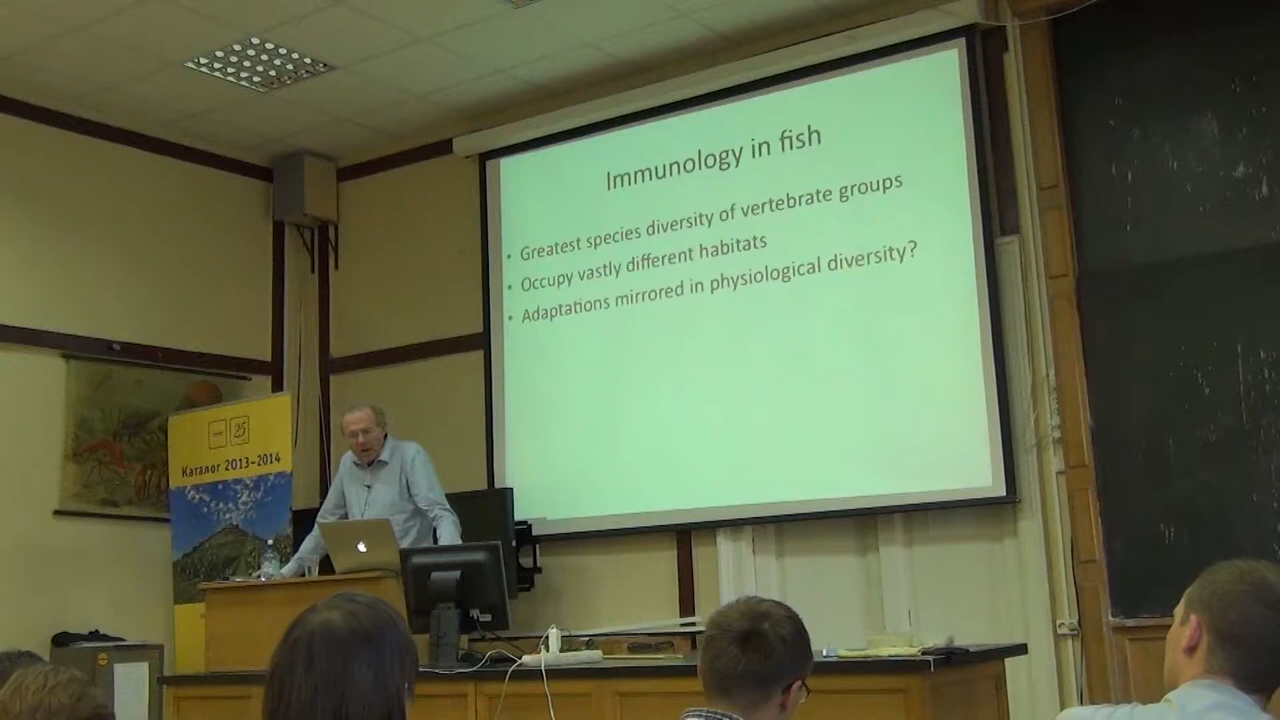 Immunology in fish
• Greatest species diversity of vertebrate groups
• Occupy vastly different habitats
• Adaptations mirrored in physiological diversity?
25
Каталог 2013–2014